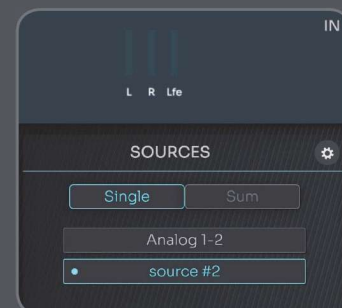 IN
L R Lfe
SOURCES
Single Sum
Analog 1-2
source #2